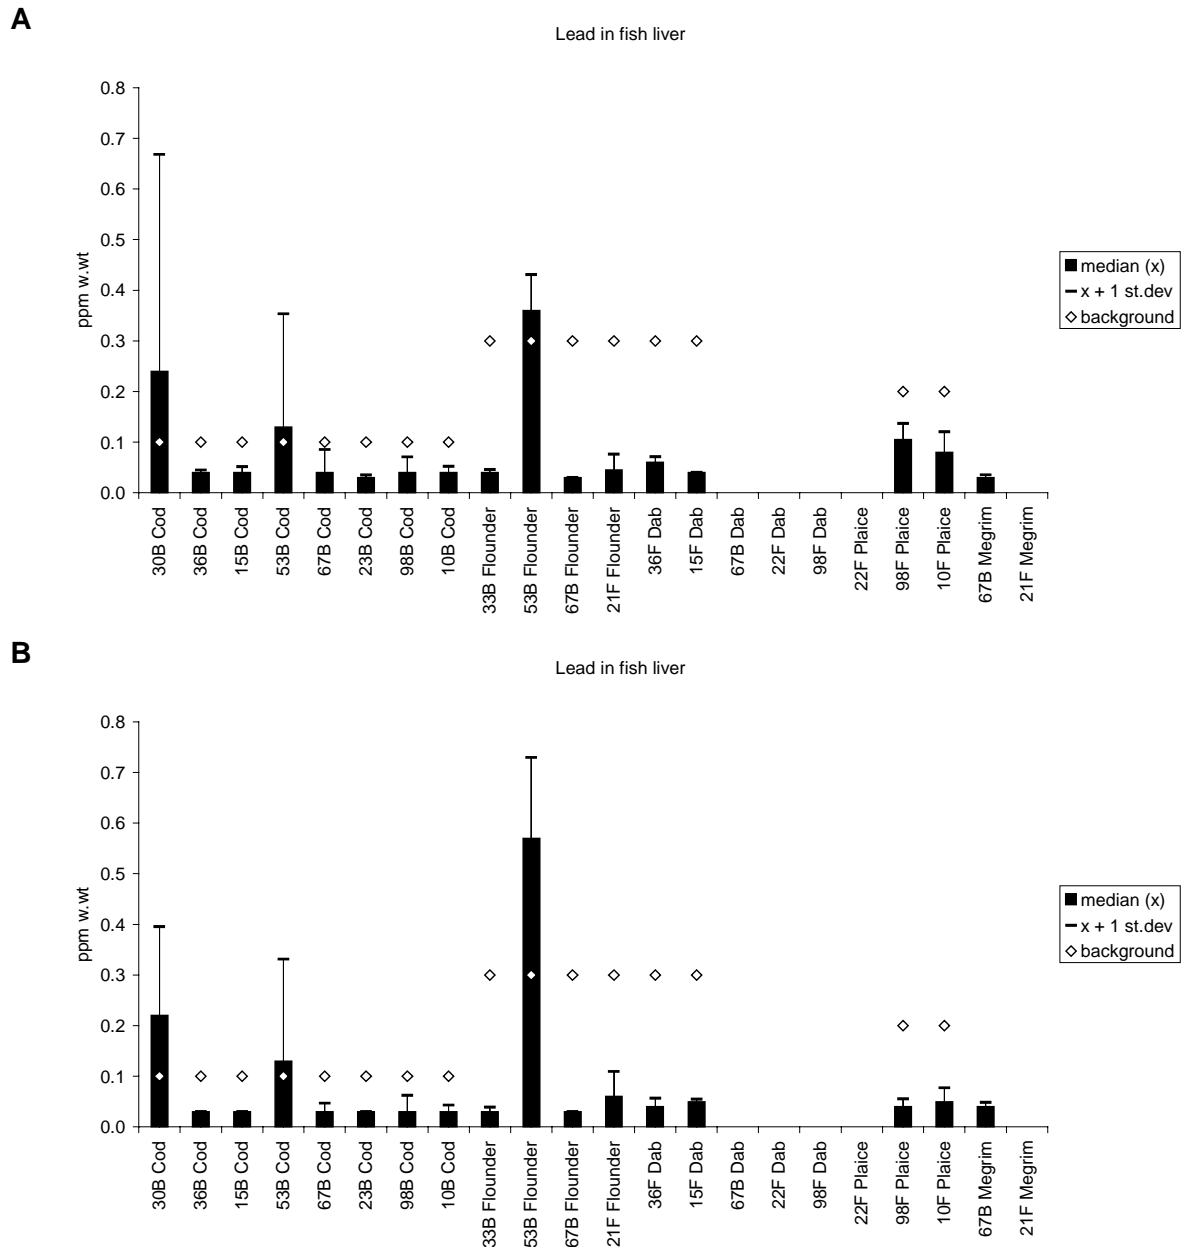 A
Lead in fish liver
0.8
0.7
0.6
0.5
0.4
0.3
0.2
0.1
0.0
ppm w.wt
30B Cod
36B Cod
15B Cod
53B Cod
67B Cod
23B Cod
98B Cod
10B Cod
33B Flounder
53B Flounder
67B Flounder
21F Flounder
36F Dab
15F Dab
67B Dab
22F Dab
98F Dab
22F Plaice
98F Plaice
10F Plaice
67B Megrim
21F Megrim
median (x)
x + 1 st.dev
background
B
Lead in fish liver
0.8
0.7
0.6
0.5
0.4
0.3
0.2
0.1
0.0
ppm w.wt
30B Cod
36B Cod
15B Cod
53B Cod
67B Cod
23B Cod
98B Cod
10B Cod
33B Flounder
53B Flounder
67B Flounder
21F Flounder
36F Dab
15F Dab
67B Dab
22F Dab
98F Dab
22F Plaice
98F Plaice
10F Plaice
67B Megrim
21F Megrim
median (x)
x + 1 st.dev
background